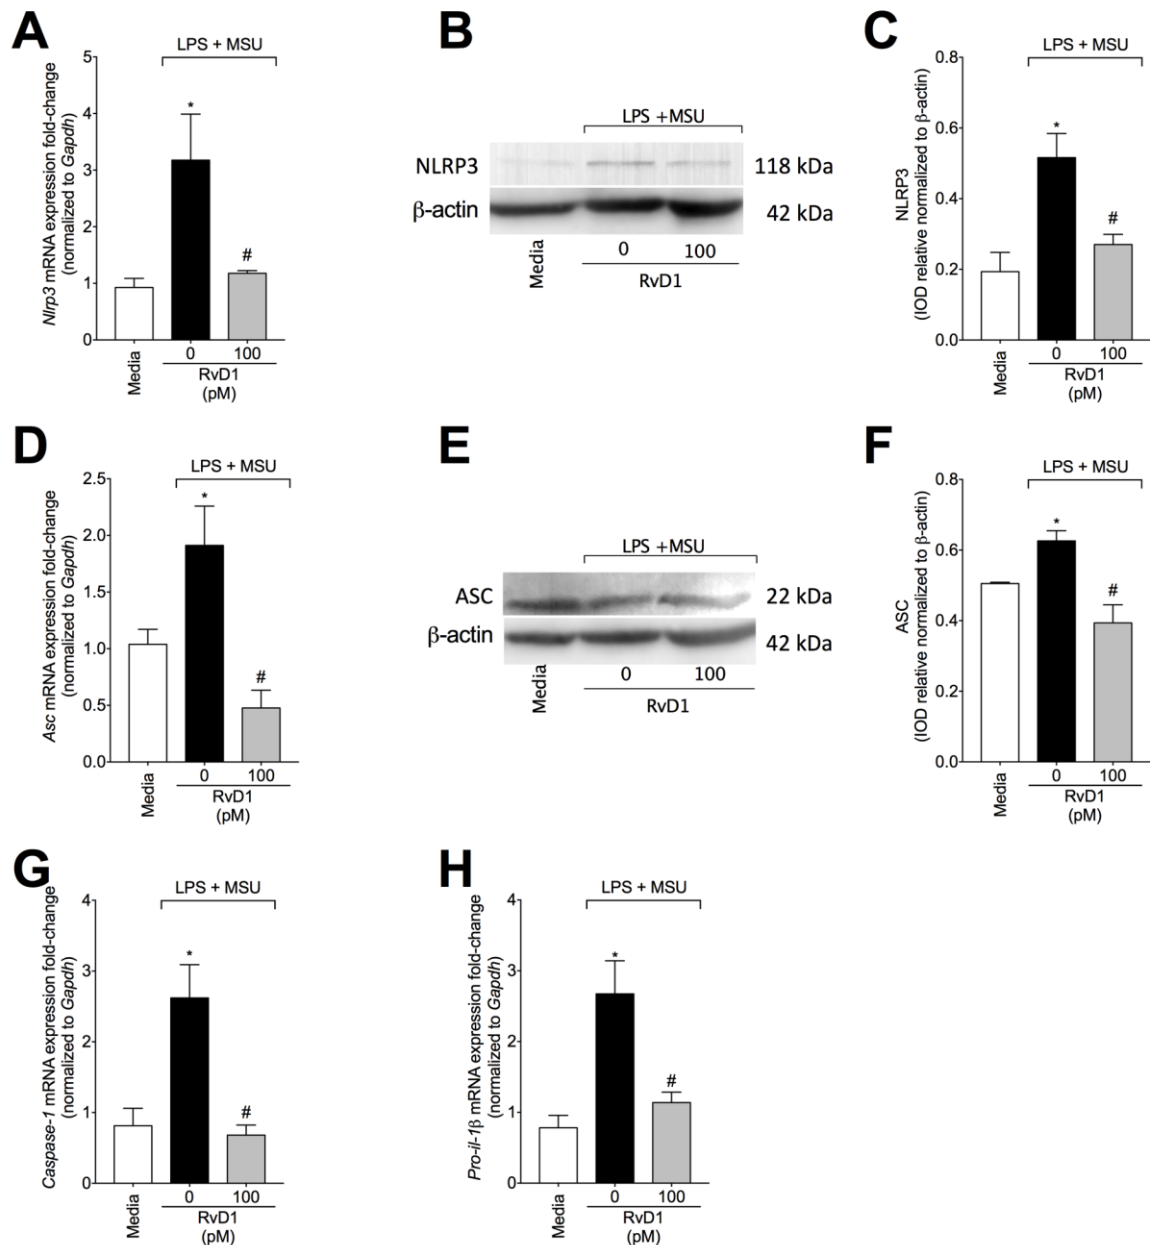 A
LPS + MSU
Nlrp3 mRNA expression fold-change
(normalized to Gapdh)
5
4
3
2
1
0
*
#
Media
0
100
RvD1
(pM)
B
LPS +MSU
NLRP3
118 kDa
β-actin
42 kDa
Media
0
100
RvD1
C
LPS + MSU
NLRP3
(IOD relative normalized to β-actin)
0.8
0.6
0.4
0.2
0.0
*
#
Media
0
100
RvD1
(pM)
D
LPS + MSU
Asc mRNA expression fold-change
(normalized to Gapdh)
2.5
2.0
1.5
1.0
0.5
0.0
*
#
Media
0
100
RvD1
(pM)
E
LPS +MSU
ASC
22 kDa
β-actin
42 kDa
Media
0
100
RvD1
F
LPS + MSU
ASC
(IOD relative normalized to β-actin)
0.8
0.6
0.4
0.2
0.0
*
#
Media
0
100
RvD1
(pM)
G
LPS + MSU
Caspase-1 mRNA expression fold-change
(normalized to Gapdh)
4
3
2
1
0
*
#
Media
0
100
RvD1
(pM)
H
LPS + MSU
Pro-il-1β mRNA expression fold-change
(normalized to Gapdh)
4
3
2
1
0
*
#
Media
0
100
RvD1
(pM)